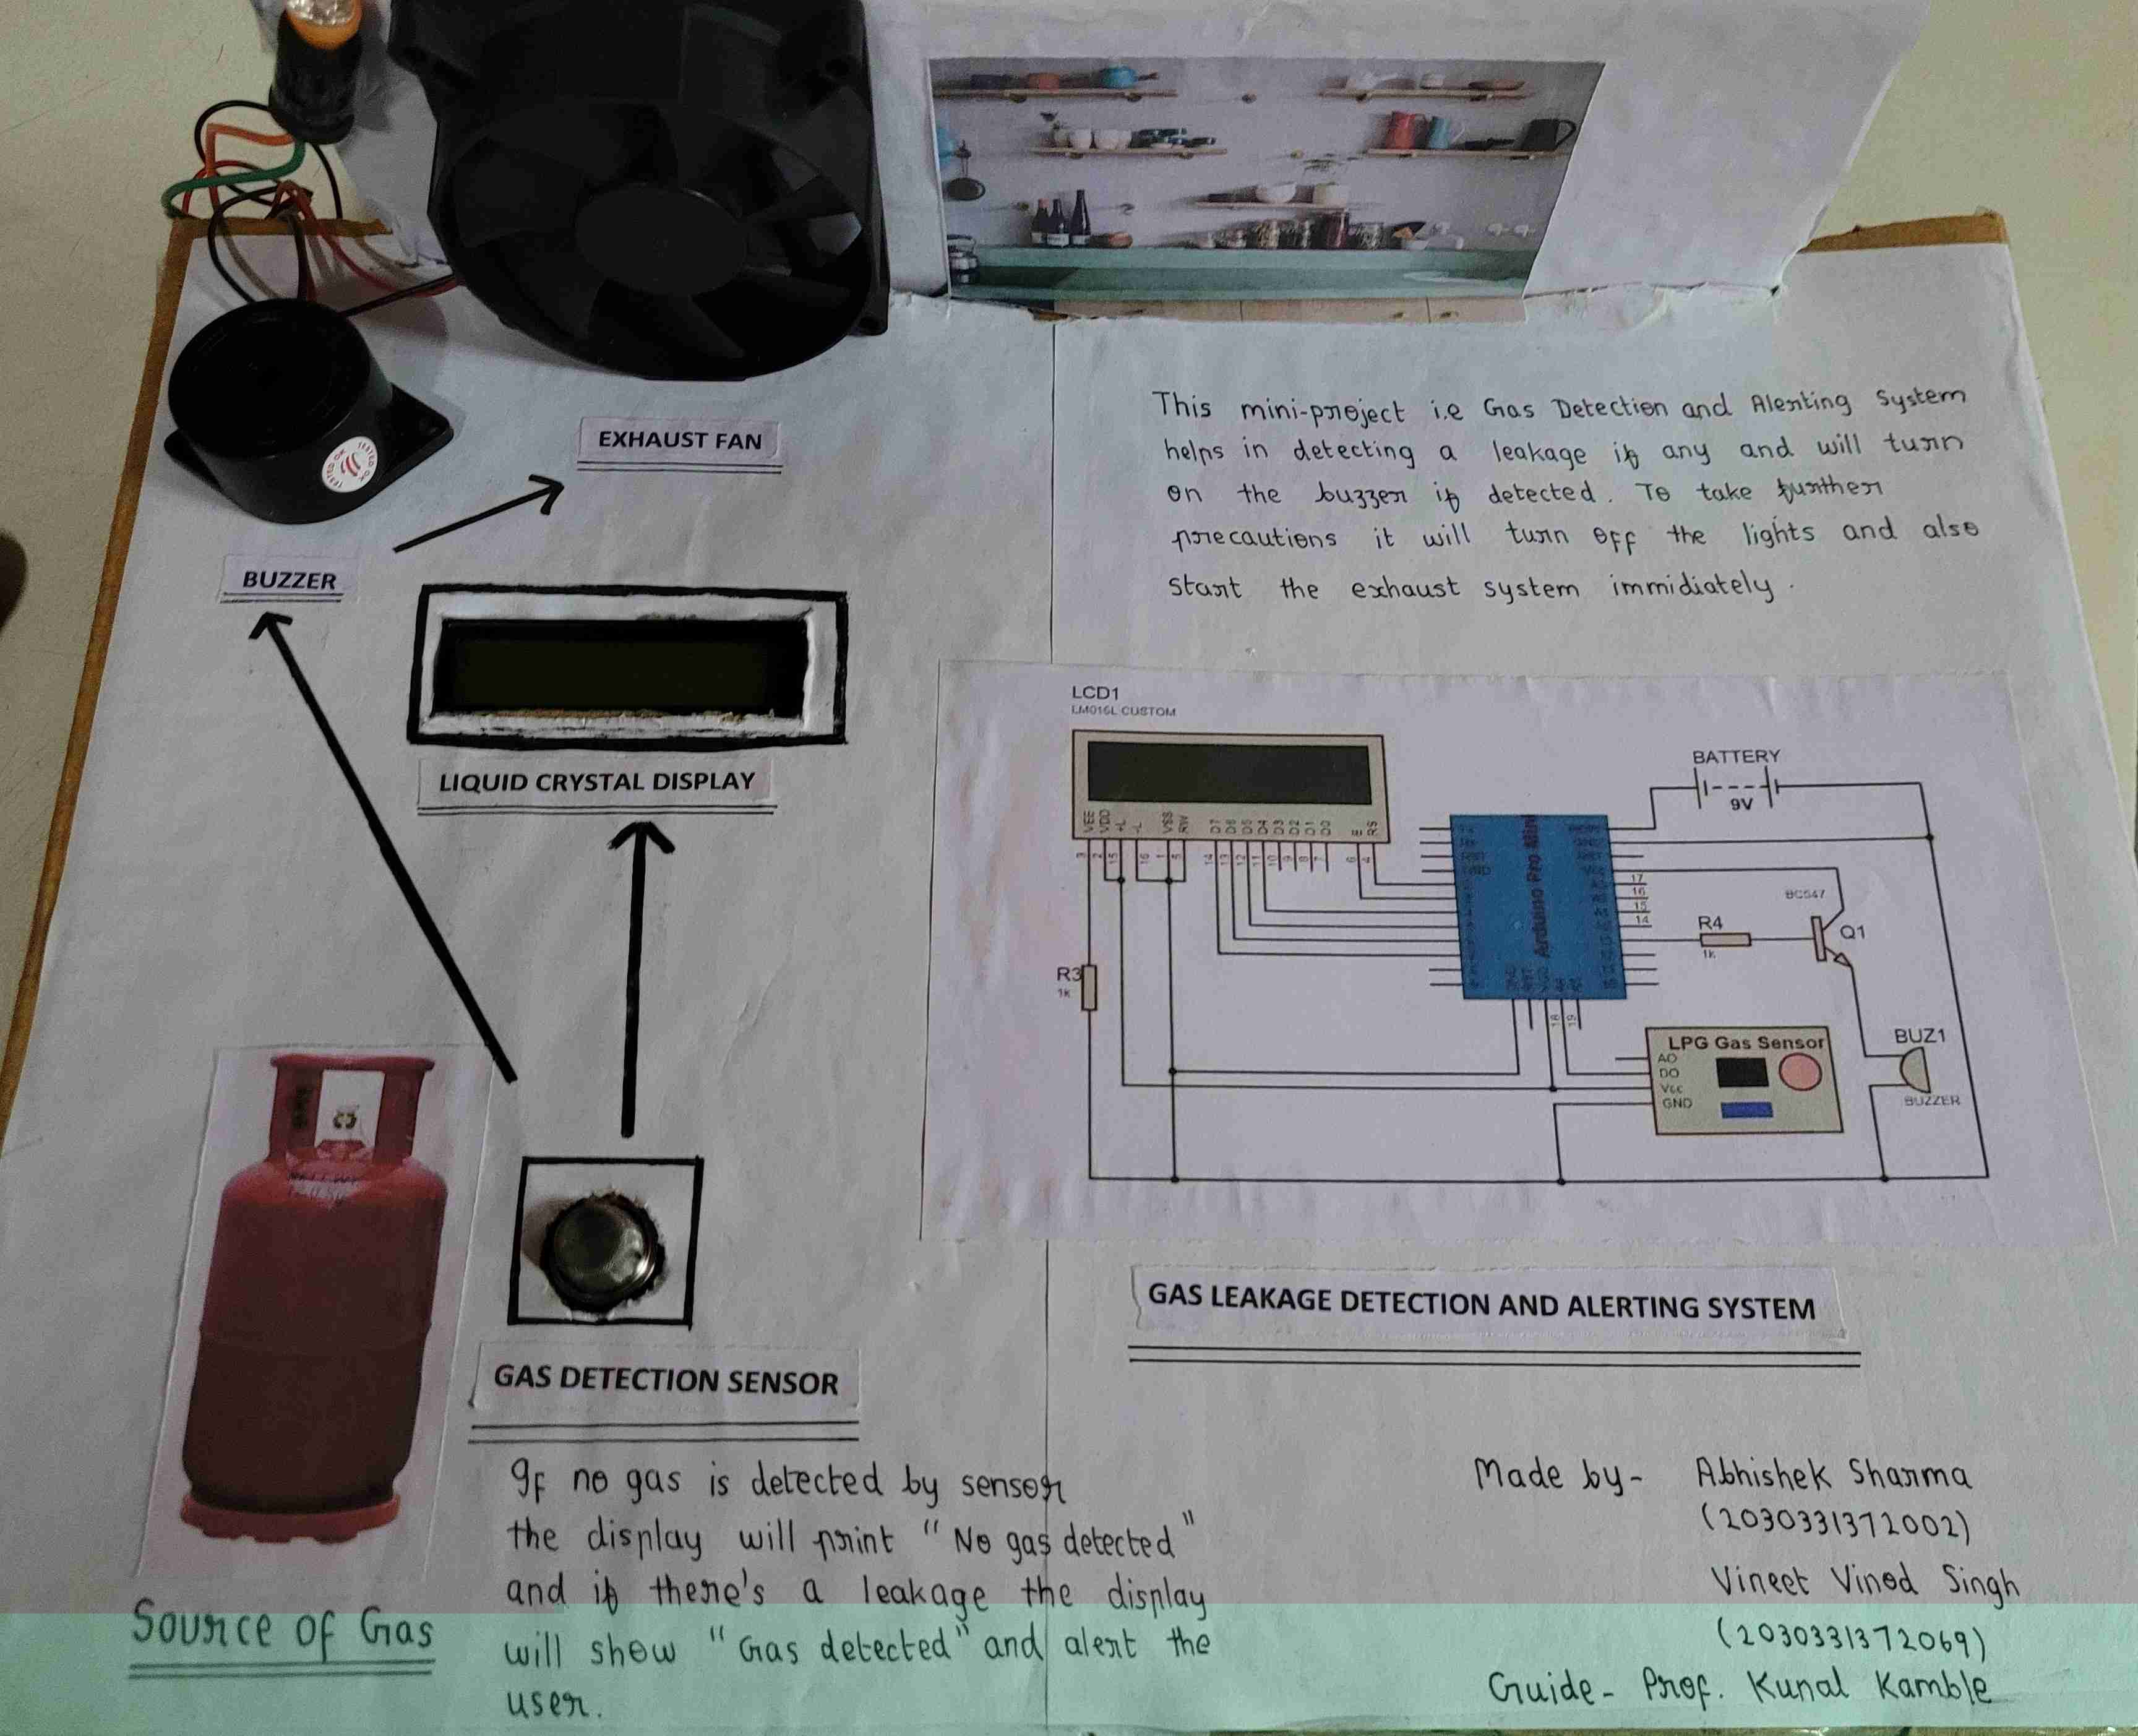 EXHAUST FAN
This mini-project i.e Gas Detection and Alerting System
helps in detecting a leakage if any and will turn
on the buzzer if detected. To take further
precautions it will turn off the lights and also
start the exhaust system immidiately.
BUZZER
LIQUID CRYSTAL DISPLAY
LCD1
LM016L CUSTOM
BATTERY
9V
VEE
VDD
+L
-L
VSS
RW
D7
D6
D5
D4
D3
D2
D1
D0
E
RS
3
2
15
16
1
5
14
13
12
11
10
9
8
7
6
4
Arduino Pro Mini
17
16
15
14
BC547
R4
1k
Q1
R3
1k
18
19
LPG Gas Sensor
AO
DO
Vcc
GND
BUZ1
BUZZER
GAS LEAKAGE DETECTION AND ALERTING SYSTEM
GAS DETECTION SENSOR
If no gas is detected by sensor
the display will print "No gas detected"
and if there's a leakage the display
will show "Gas detected" and alert the
user.
Source of Gas
Made by- Abhishek Sharma
(2030331372002)
Vineet Vinod Singh
(2030331372069)
Guide- Prof. Kunal Kamble